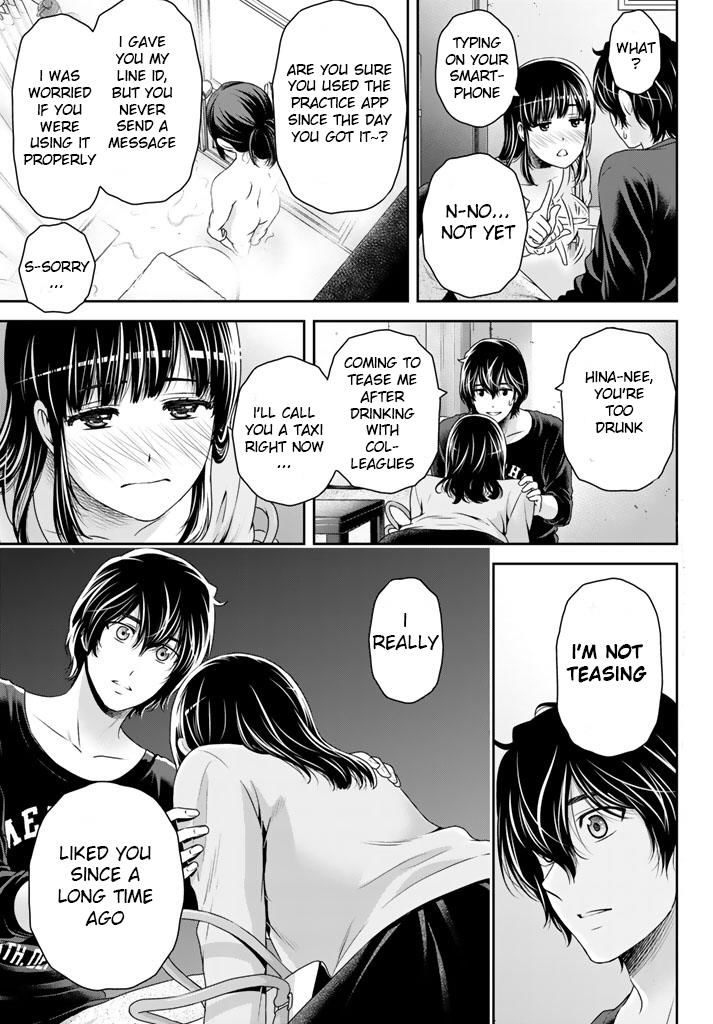 WHAT
?
TYPING
ON YOUR
SMART-
PHONE
N-NO...
NOT YET
ARE YOU SURE
YOU USED THE
PRACTICE APP
SINCE THE DAY
YOU GOT IT~?
I GAVE
YOU MY
LINE ID,
BUT YOU
NEVER
SEND A
MESSAGE
I WAS
WORRIED
IF YOU
WERE
USING IT
PROPERLY
S-SORRY
...
HINA-NEE,
YOU'RE
TOO
DRUNK
COMING TO
TEASE ME
AFTER
DRINKING
WITH
COL-
LEAGUES
I'LL CALL
YOU A TAXI
RIGHT NOW
...
I'M NOT
TEASING
I
REALLY
LIKED YOU
SINCE A
LONG TIME
AGO